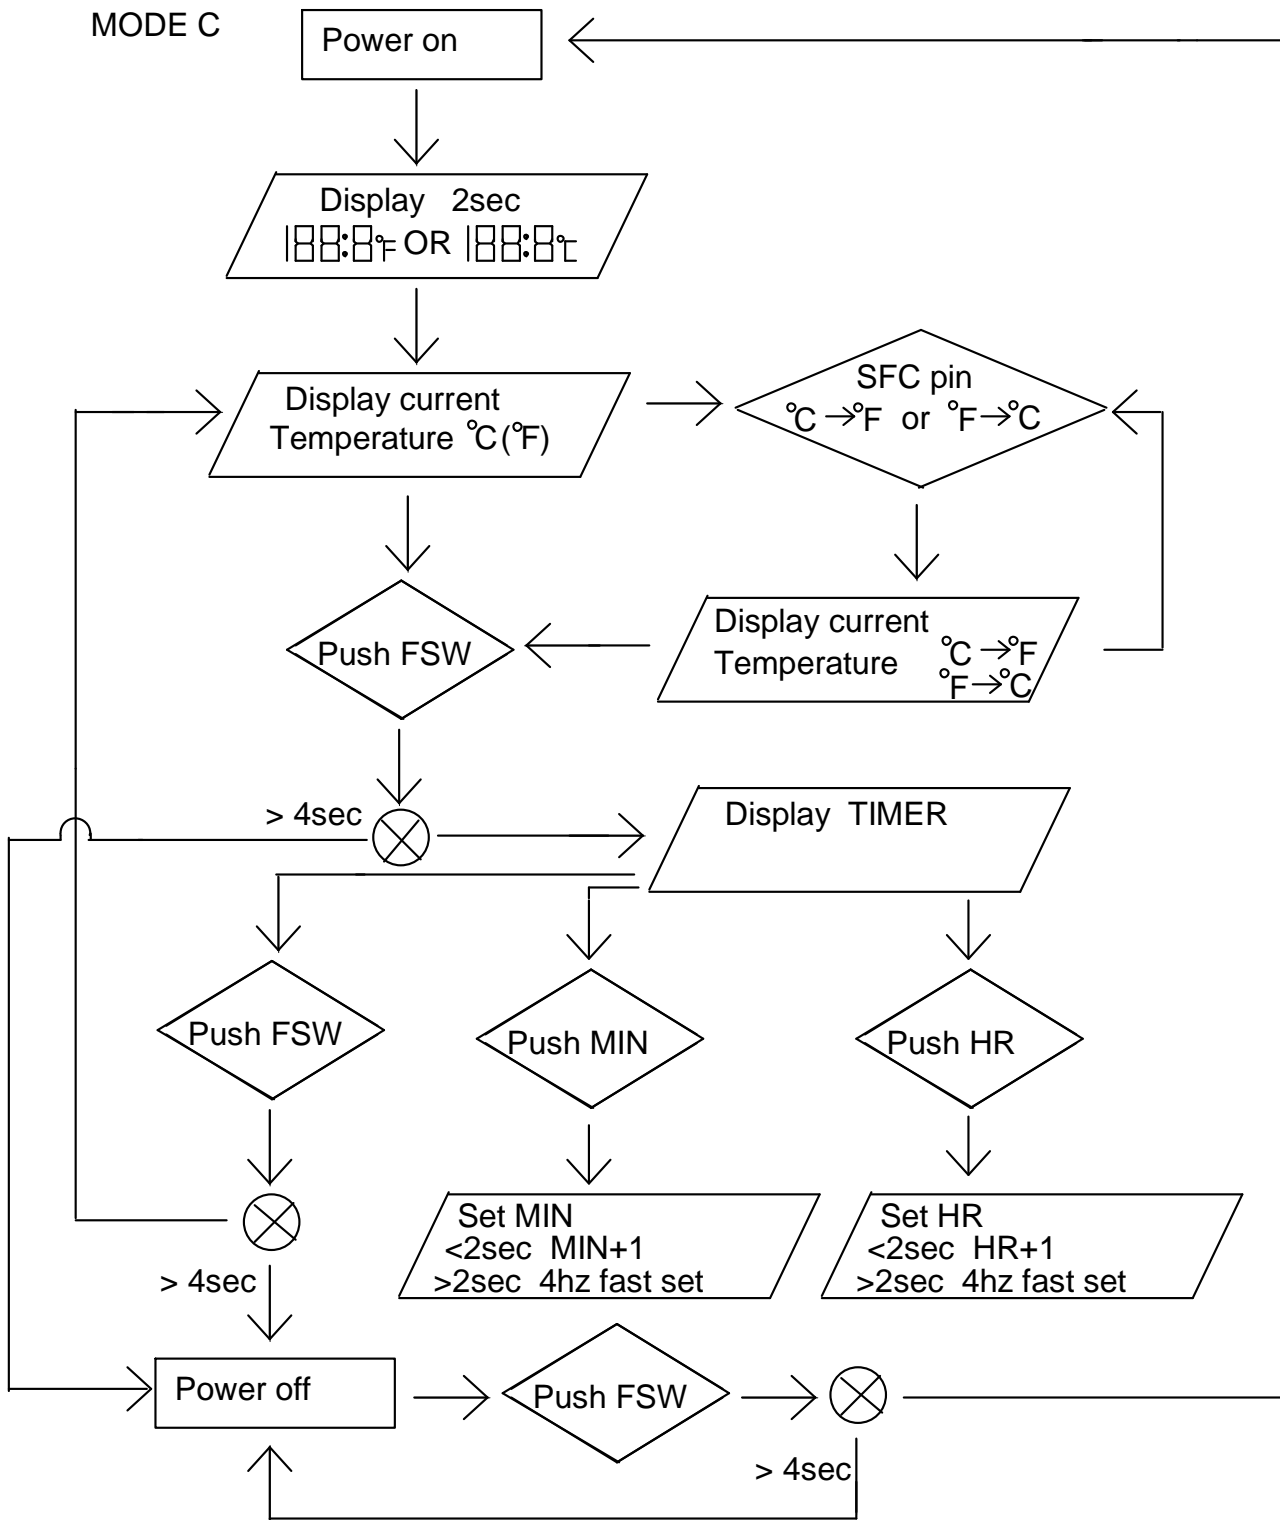 MODE C
Power on
Display 2sec
188:8°F OR 188:8°C
Display current
Temperature °C(°F)
SFC pin
°C→°F or °F→°C
Push FSW
Display current
Temperature °C→°F
°F→°C
> 4sec
Display TIMER
Push FSW
Push MIN
Push HR
Set MIN
<2sec MIN+1
>2sec 4hz fast set
Set HR
<2sec HR+1
>2sec 4hz fast set
> 4sec
Power off
Push FSW
> 4sec